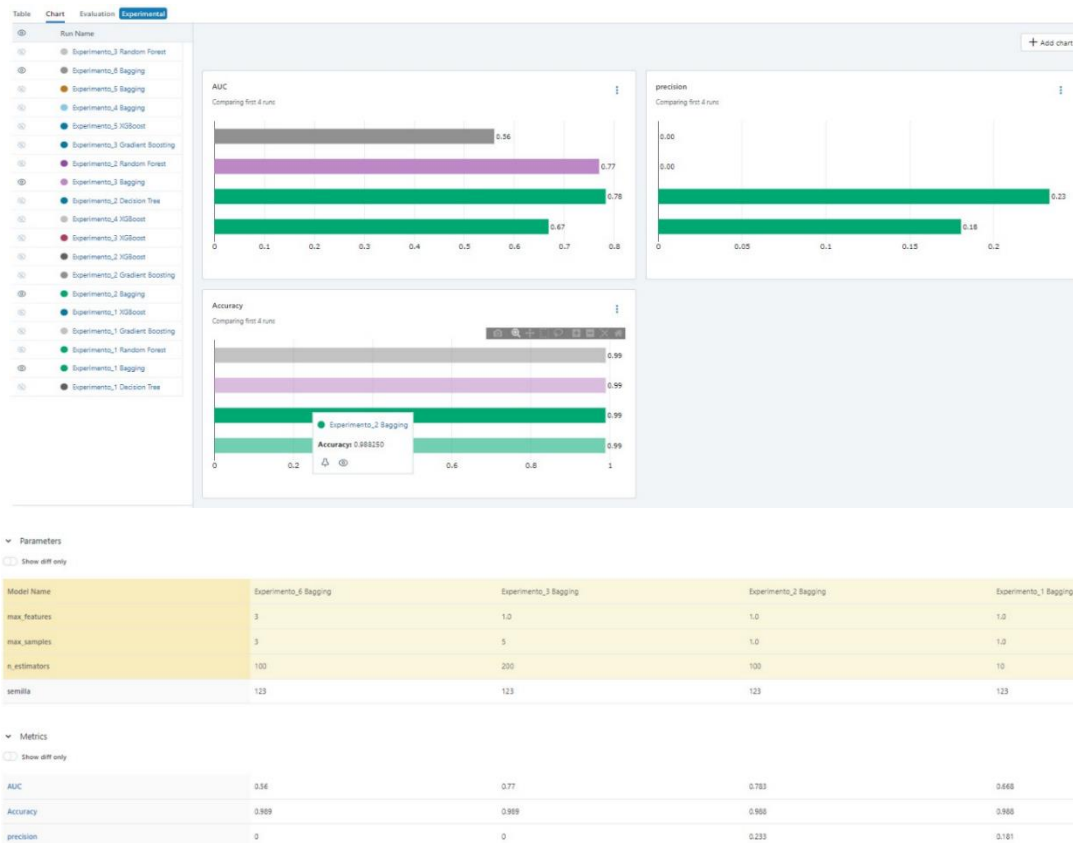 Table Chart Evaluation Experimental
Run Name
Experimento_3 Random Forest
Experimento_6 Bagging
Experimento_5 Bagging
Experimento_4 Bagging
Experimento_5 XGBoost
Experimento_3 Gradient Boosting
Experimento_2 Random Forest
Experimento_3 Bagging
Experimento_2 Decision Tree
Experimento_4 XGBoost
Experimento_3 XGBoost
Experimento_2 XGBoost
Experimento_2 Gradient Boosting
Experimento_2 Bagging
Experimento_1 XGBoost
Experimento_1 Gradient Boosting
Experimento_1 Random Forest
Experimento_1 Bagging
Experimento_1 Decision Tree
+ Add chart
AUC
Comparing first 4 runs
0.56
0.77
0.78
0.67
0 0.1 0.2 0.3 0.4 0.5 0.6 0.7 0.8
precision
Comparing first 4 runs
0.00
0.00
0.23
0.18
0 0.05 0.1 0.15 0.2
Accuracy
Comparing first 4 runs
0.99
0.99
0.99
0.99
Experimento_2 Bagging
Accuracy: 0.988250
0 0.2 0.6 0.8 1
Parameters
Show diff only
Model Name Experimento_6 Bagging Experimento_3 Bagging Experimento_2 Bagging Experimento_1 Bagging
max_features 3 1.0 1.0 1.0
max_samples 3 5 1.0 1.0
n_estimators 100 200 100 10
semilla 123 123 123 123
Metrics
Show diff only
AUC 0.56 0.77 0.783 0.668
Accuracy 0.989 0.989 0.988 0.988
precision 0 0 0.233 0.181